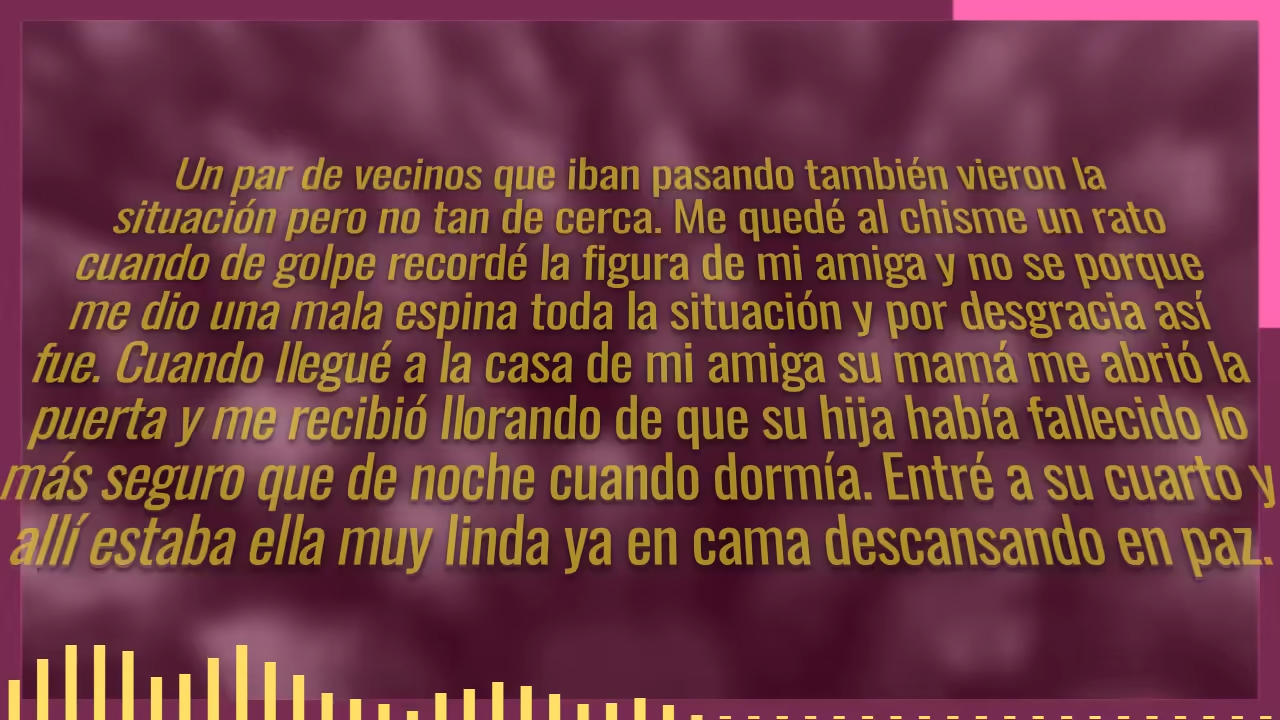 Un par de vecinos que iban pasando también vieron la
situación pero no tan de cerca. Me quedé al chisme un rato
cuando de golpe recordé la figura de mi amiga y no se porque
me dio una mala espina toda la situación y por desgracia así
fue. Cuando llegué a la casa de mi amiga su mamá me abrió la
puerta y me recibió llorando de que su hija había fallecido lo
más seguro que de noche cuando dormía. Entré a su cuarto y
allí estaba ella muy linda ya en cama descansando en paz.